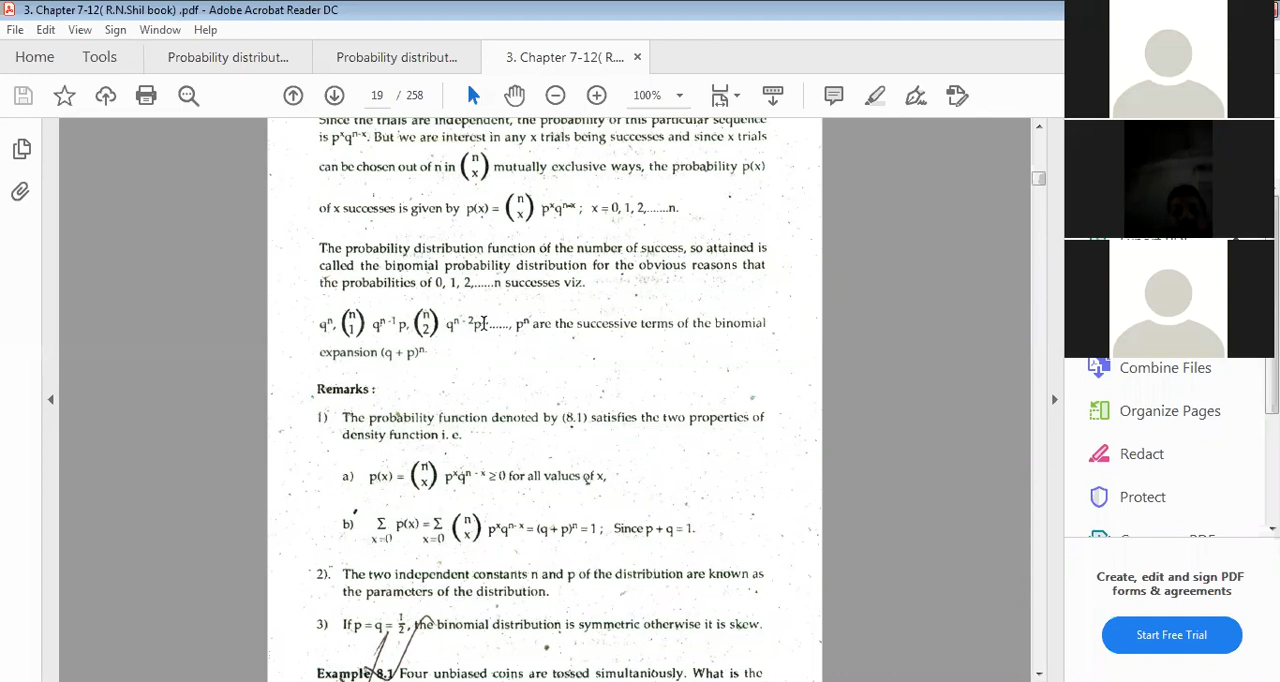 3. Chapter 7-12( R.N.Shil book) .pdf - Adobe Acrobat Reader DC
File Edit View Sign Window Help
Home Tools Probability distribut... Probability distribut... 3. Chapter 7-12( R.... ×
19 / 258 100%
Since the trials are independent, the probability of this particular sequence
is pˣqⁿ⁻ˣ. But we are interest in any x trials being successes and since x trials
can be chosen out of n in (n x) mutually exclusive ways, the probability p(x)
of x successes is given by p(x) = (n x) pˣqⁿ⁻ˣ ; x = 0, 1, 2,.......n.
The probability distribution function of the number of success, so attained is
called the binomial probability distribution for the obvious reasons that
the probabilities of 0, 1, 2,......n successes viz.
qⁿ, (n 1) qⁿ⁻¹ p, (n 2) qⁿ⁻²p ......, pⁿ are the successive terms of the binomial
expansion (q + p)ⁿ.
Remarks :
1) The probability function denoted by (8.1) satisfies the two properties of
density function i. e.
a) p(x) = (n x) pˣqⁿ⁻ˣ ≥ 0 for all values of x,
b) Σ x=0 p(x) = Σ x=0 (n x) pˣqⁿ⁻ˣ = (q + p)ⁿ = 1 ; Since p + q = 1.
2). The two independent constants n and p of the distribution are known as
the parameters of the distribution.
3) If p = q = 1/2, the binomial distribution is symmetric otherwise it is skew.
Example 8.1 Four unbiased coins are tossed simultaneously. What is the
Combine Files
Organize Pages
Redact
Protect
Create, edit and sign PDF
forms & agreements
Start Free Trial